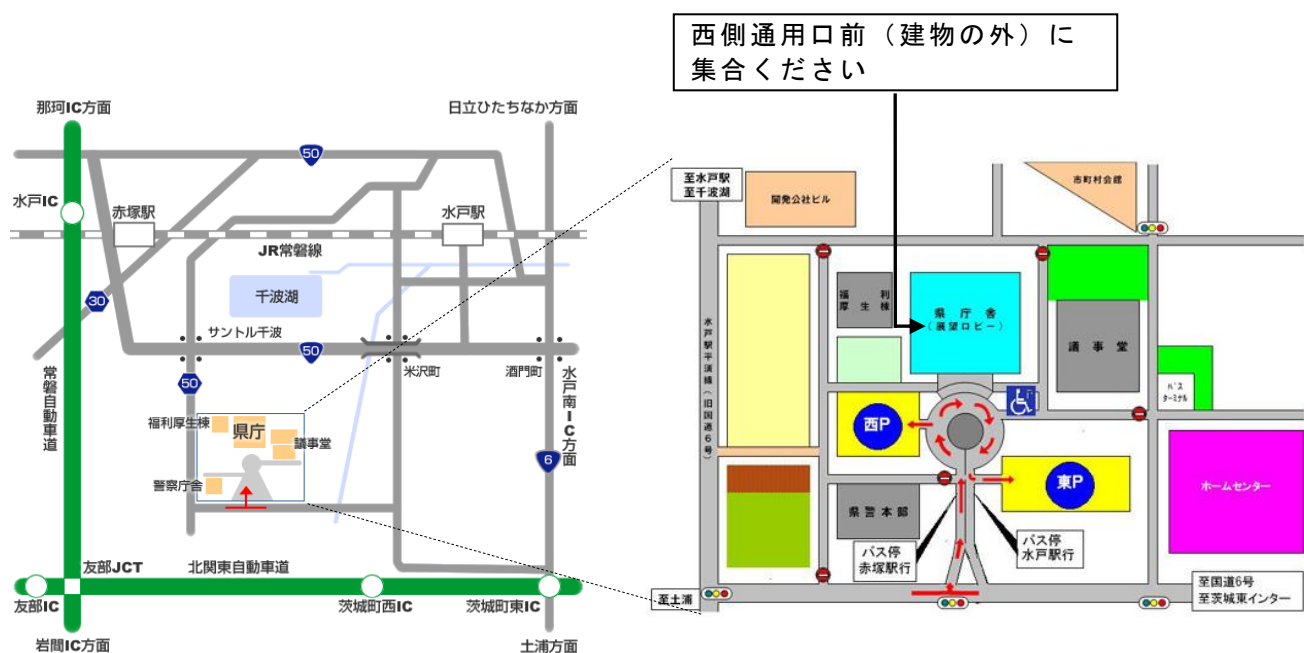 西側通用口前（建物の外）に
集合ください
那珂IC方面
日立ひたちなか方面
50
水戸IC
赤塚駅
水戸駅
JR常磐線
千波湖
30
サントル千波
50
米沢町
酒門町
50
常磐自動車道
水戸南IC方面
福利厚生棟
県庁
議事堂
6
警察庁舎
友部JCT
北関東自動車道
友部IC
茨城町西IC
茨城町東IC
岩間IC方面
土浦方面
至水戸駅
至千波湖
開発公社ビル
市町村会館
福利
厚生棟
県庁舎
(展望ロビー)
議事堂
水戸駅平須線(旧国道6号)
バス
ターミナル
P
西P
東P
ホームセンター
県警本部
バス停
赤塚駅行
バス停
水戸駅行
至土浦
至国道6号
至茨城東インター